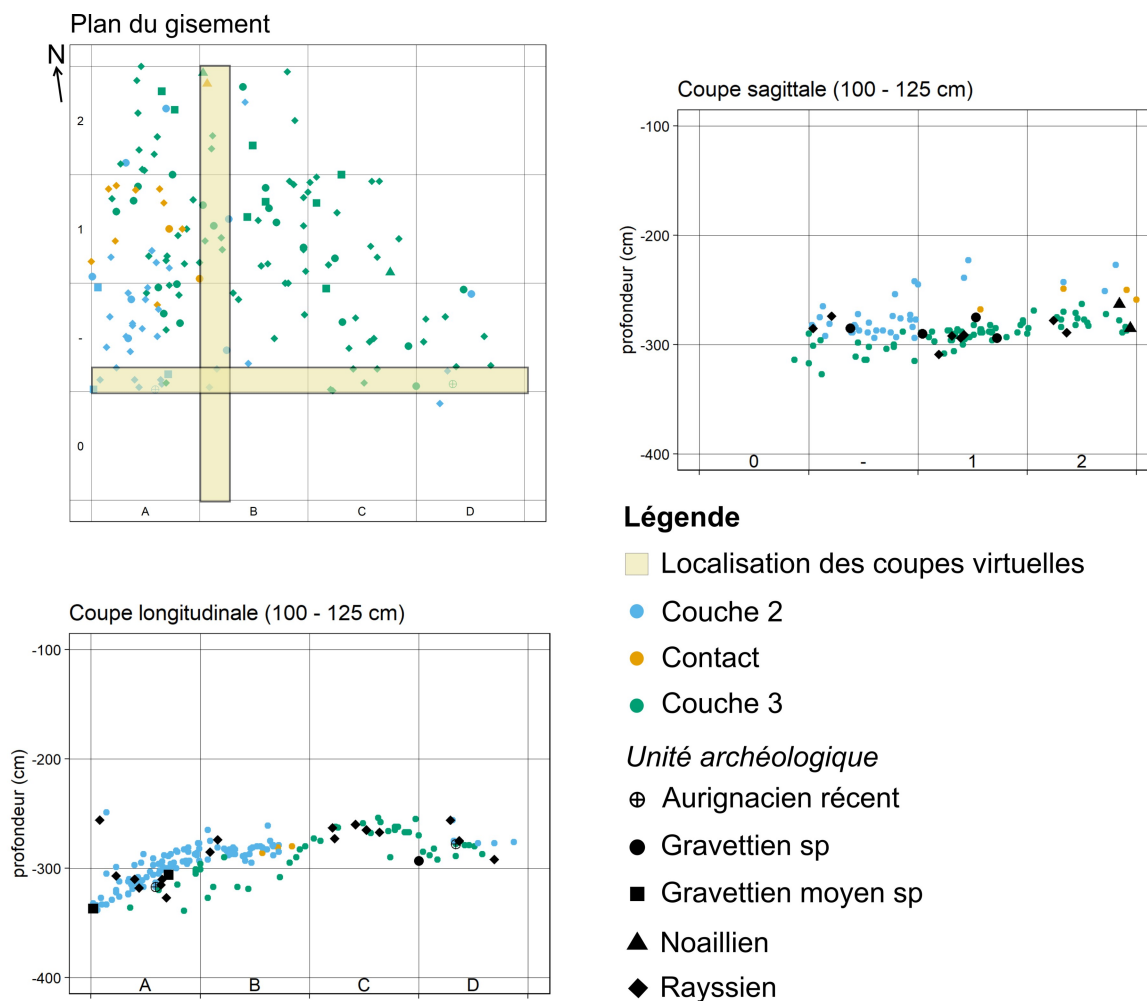 Plan du gisement
N
2
1
-
0
A B C D
Coupe sagittale (100 - 125 cm)
profondeur (cm)
-100
-200
-300
-400
0 - 1 2
Coupe longitudinale (100 - 125 cm)
profondeur (cm)
-100
-200
-300
-400
A B C D
Légende
Localisation des coupes virtuelles
Couche 2
Contact
Couche 3
Unité archéologique
Aurignacien récent
Gravettien sp
Gravettien moyen sp
Noaillien
Rayssien